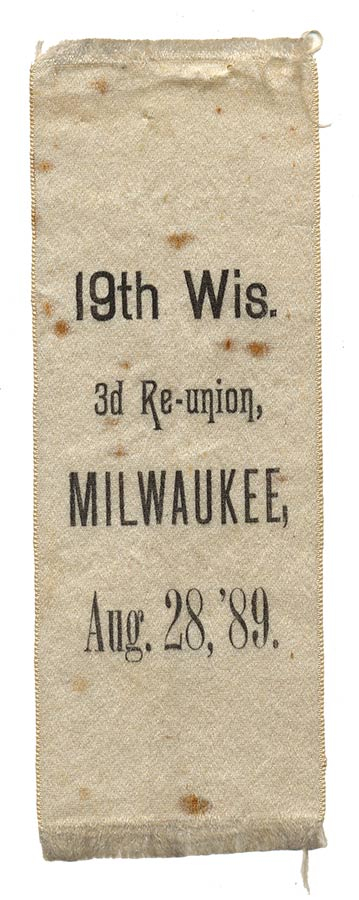 19th Wis.
3d Re-union,
MILWAUKEE,
Aug. 28, '89.